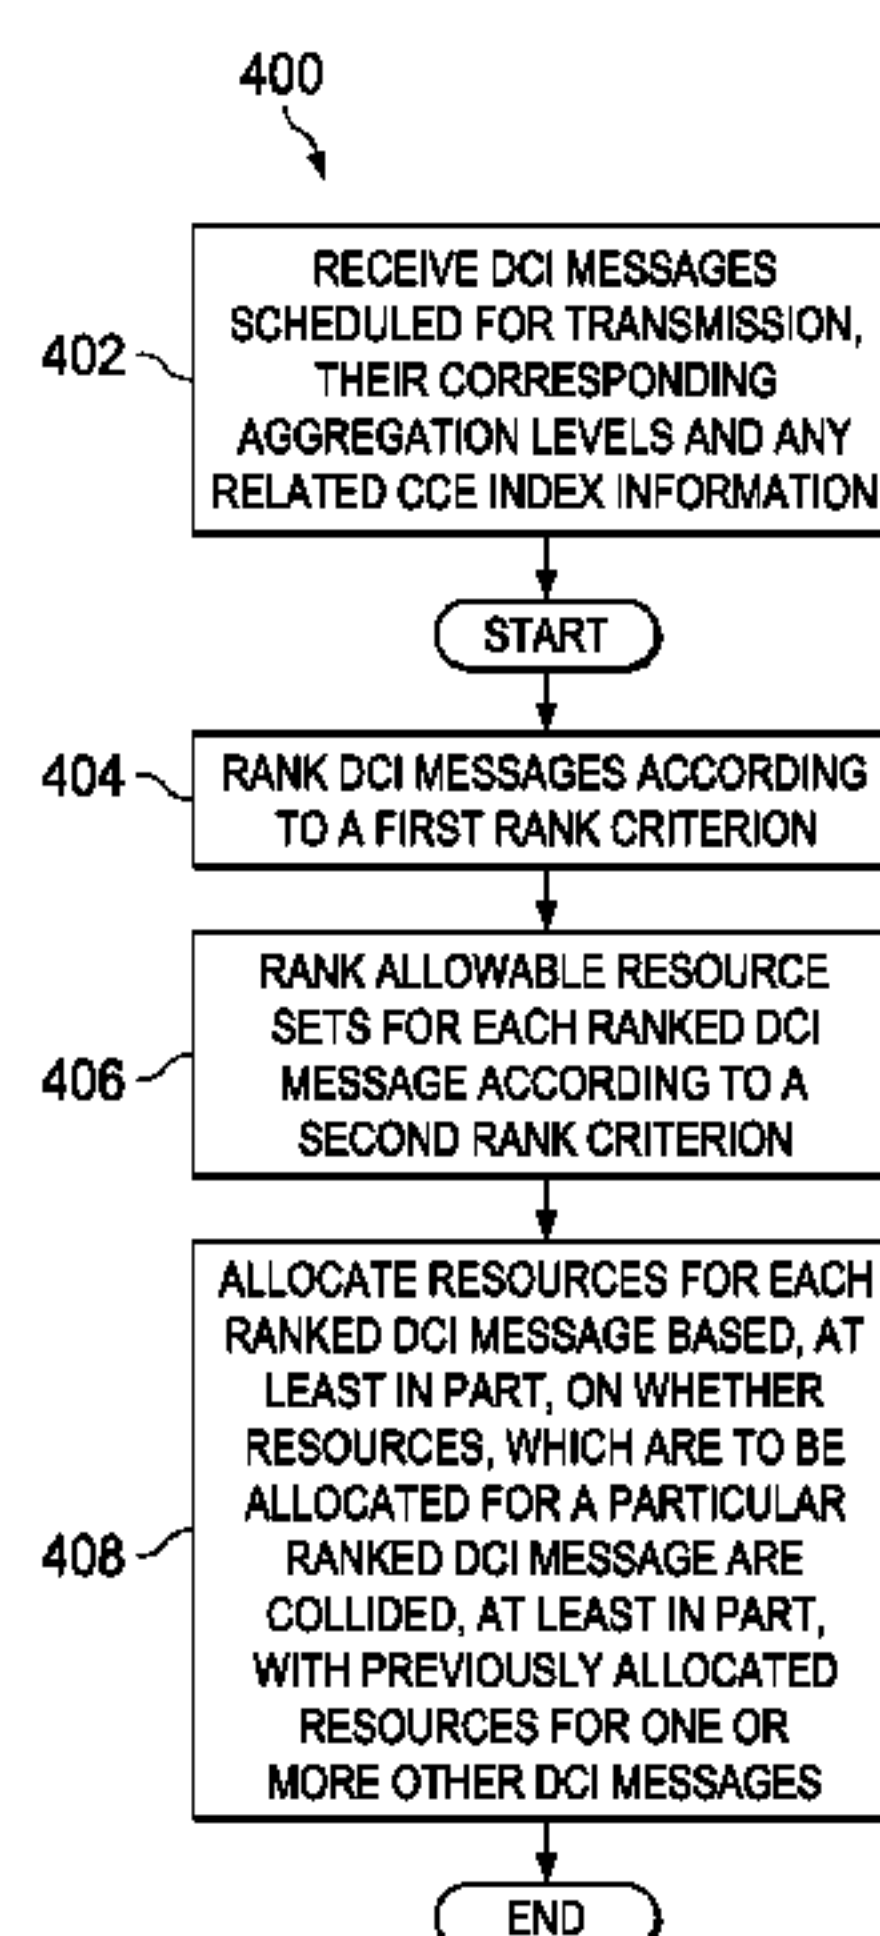 400
402
RECEIVE DCI MESSAGES
SCHEDULED FOR TRANSMISSION,
THEIR CORRESPONDING
AGGREGATION LEVELS AND ANY
RELATED CCE INDEX INFORMATION
START
404
RANK DCI MESSAGES ACCORDING
TO A FIRST RANK CRITERION
406
RANK ALLOWABLE RESOURCE
SETS FOR EACH RANKED DCI
MESSAGE ACCORDING TO A
SECOND RANK CRITERION
408
ALLOCATE RESOURCES FOR EACH
RANKED DCI MESSAGE BASED, AT
LEAST IN PART, ON WHETHER
RESOURCES, WHICH ARE TO BE
ALLOCATED FOR A PARTICULAR
RANKED DCI MESSAGE ARE
COLLIDED, AT LEAST IN PART,
WITH PREVIOUSLY ALLOCATED
RESOURCES FOR ONE OR
MORE OTHER DCI MESSAGES
END